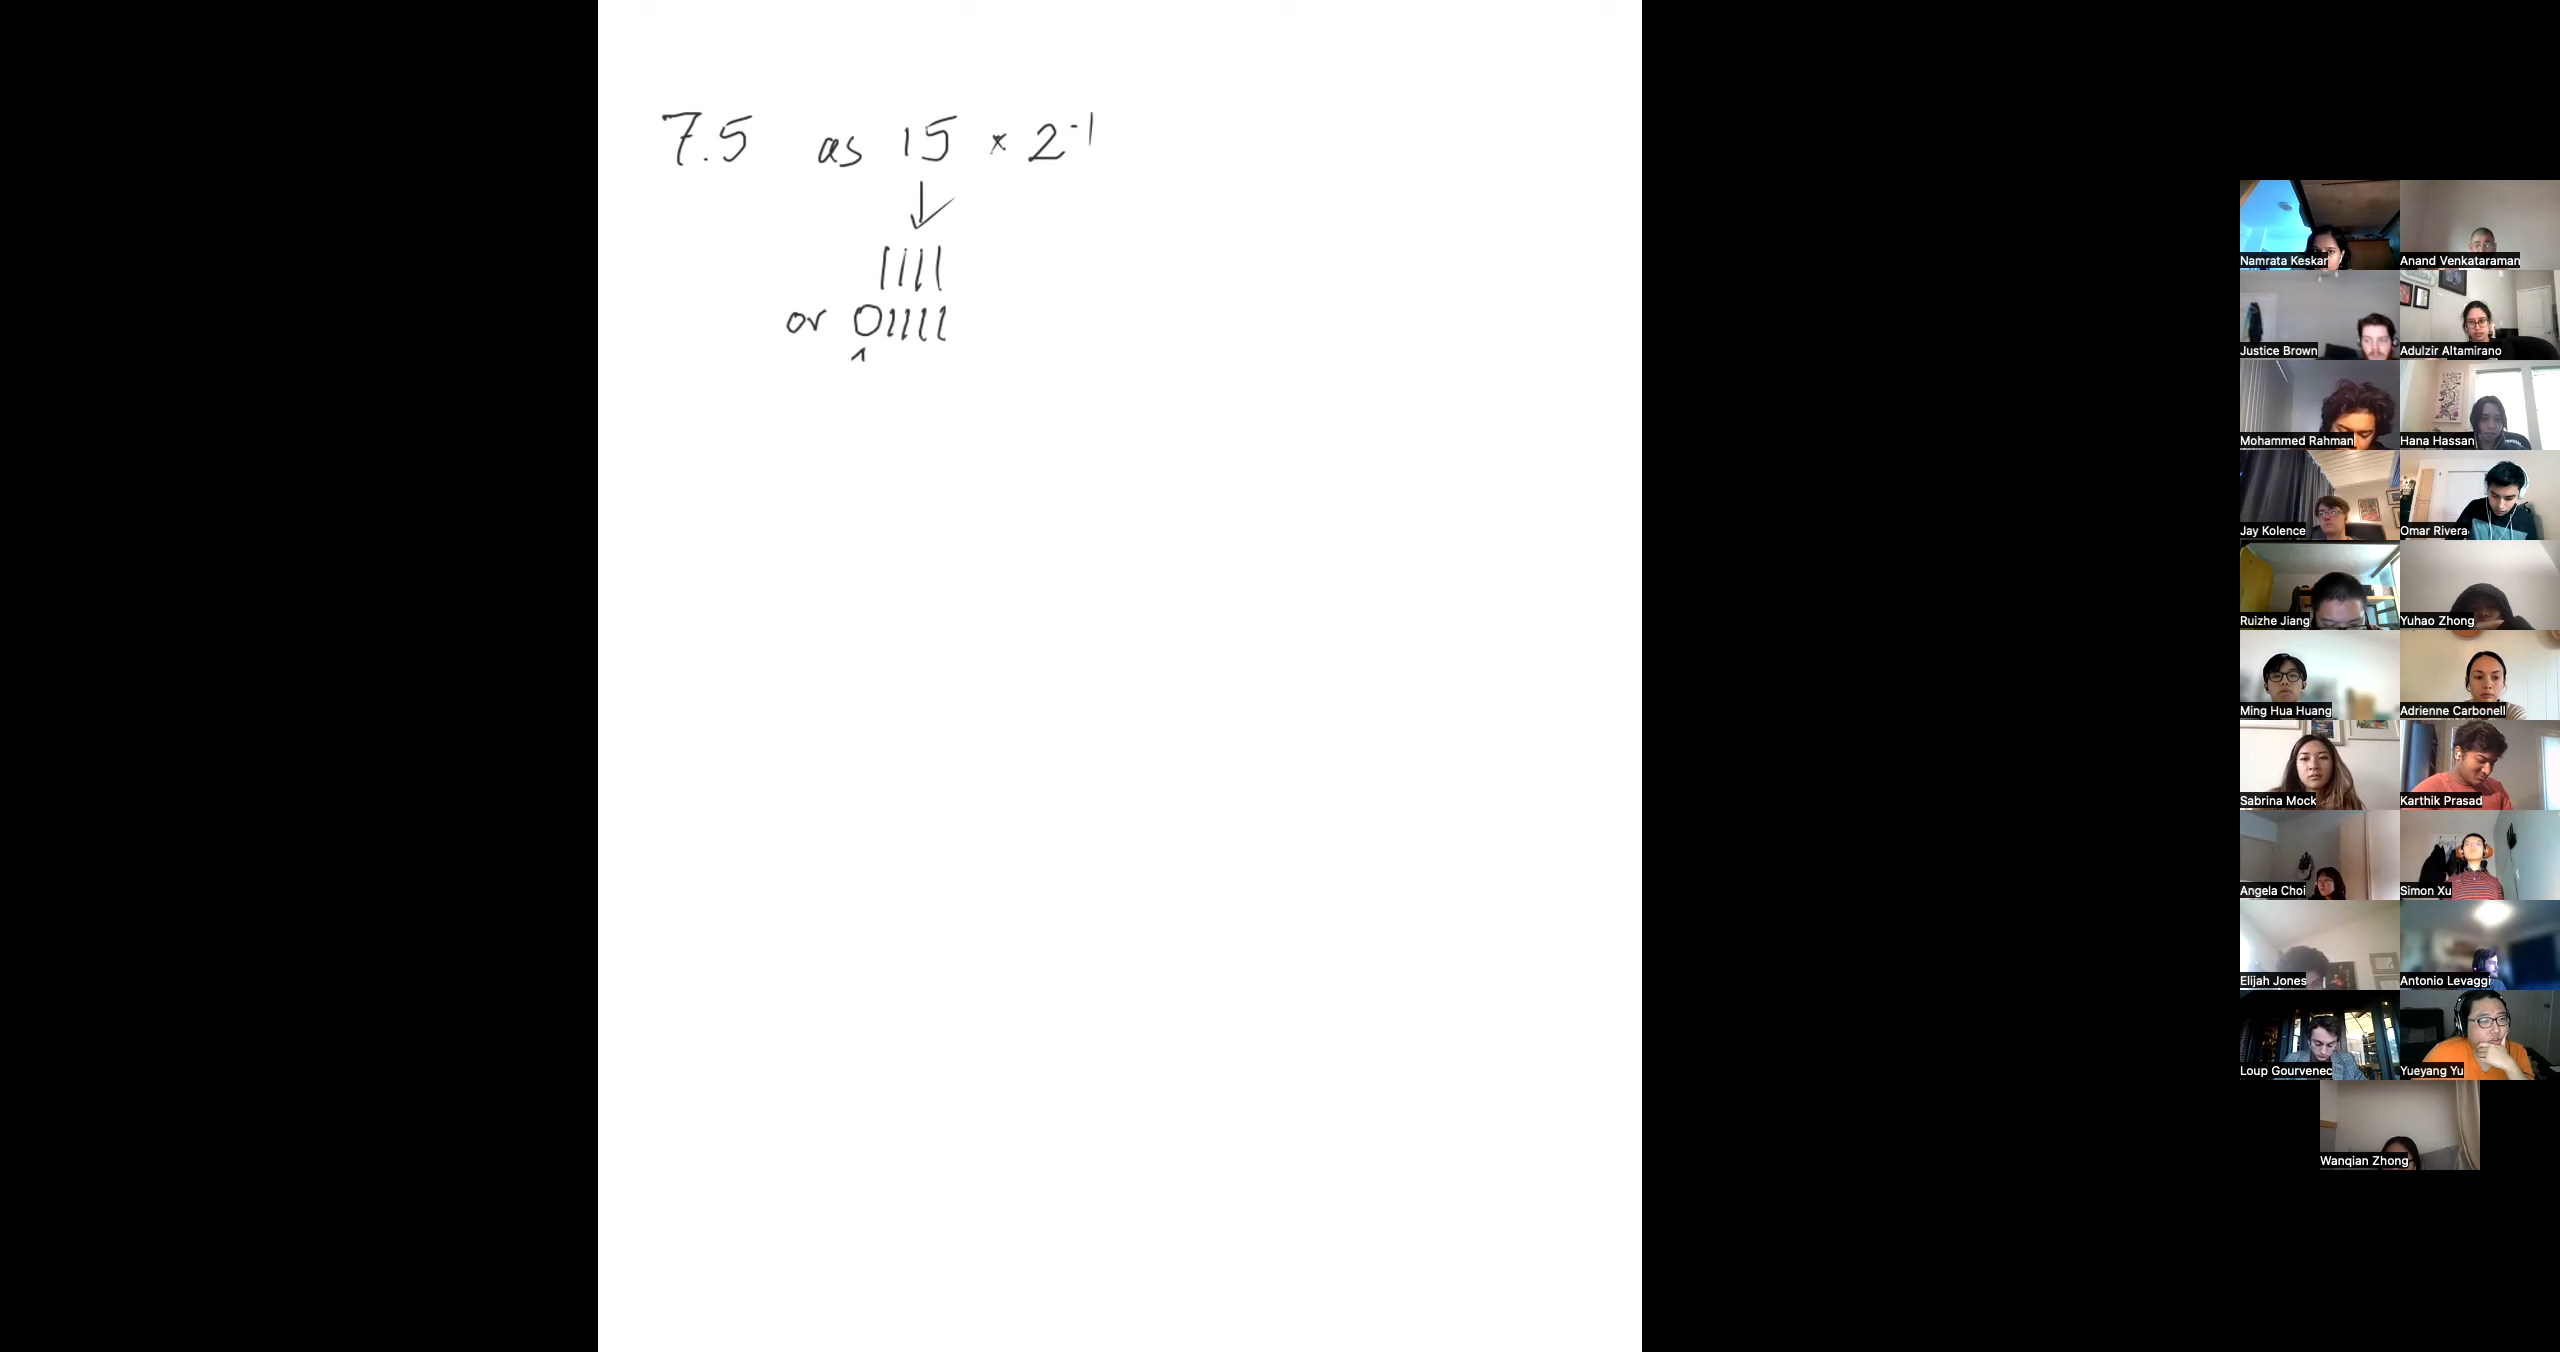 7.5 as 15 × 2⁻¹
↓
1111
or 01111
^
Namrata Keskar
Anand Venkataraman
Justice Brown
Adulzir Altamirano
Mohammed Rahman
Hana Hassan
Jay Kolence
Omar Rivera
Ruizhe Jiang
Yuhao Zhong
Ming Hua Huang
Adrienne Carbonell
Sabrina Mock
Karthik Prasad
Angela Choi
Simon Xu
Elijah Jones
Antonio Levaggi
Loup Gourvenec
Yueyang Yu
Wanqian Zhong